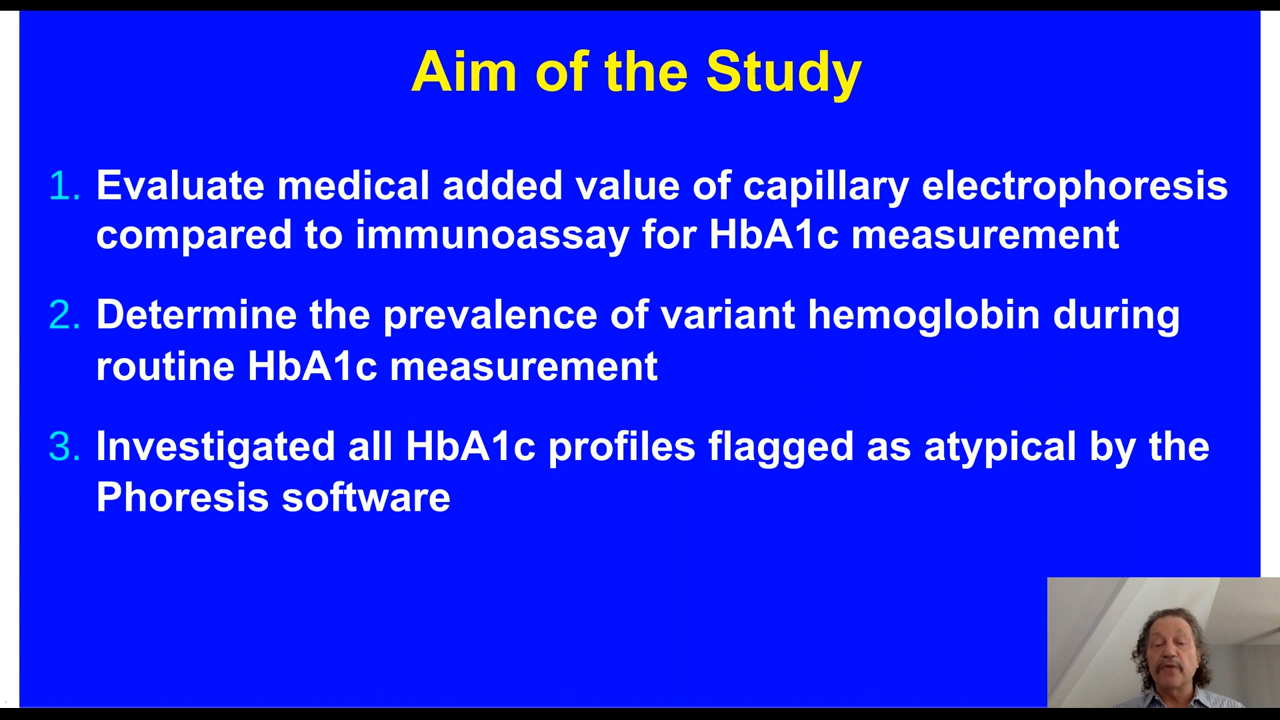 Aim of the Study
1. Evaluate medical added value of capillary electrophoresis
compared to immunoassay for HbA1c measurement
2. Determine the prevalence of variant hemoglobin during
routine HbA1c measurement
3. Investigated all HbA1c profiles flagged as atypical by the
Phoresis software